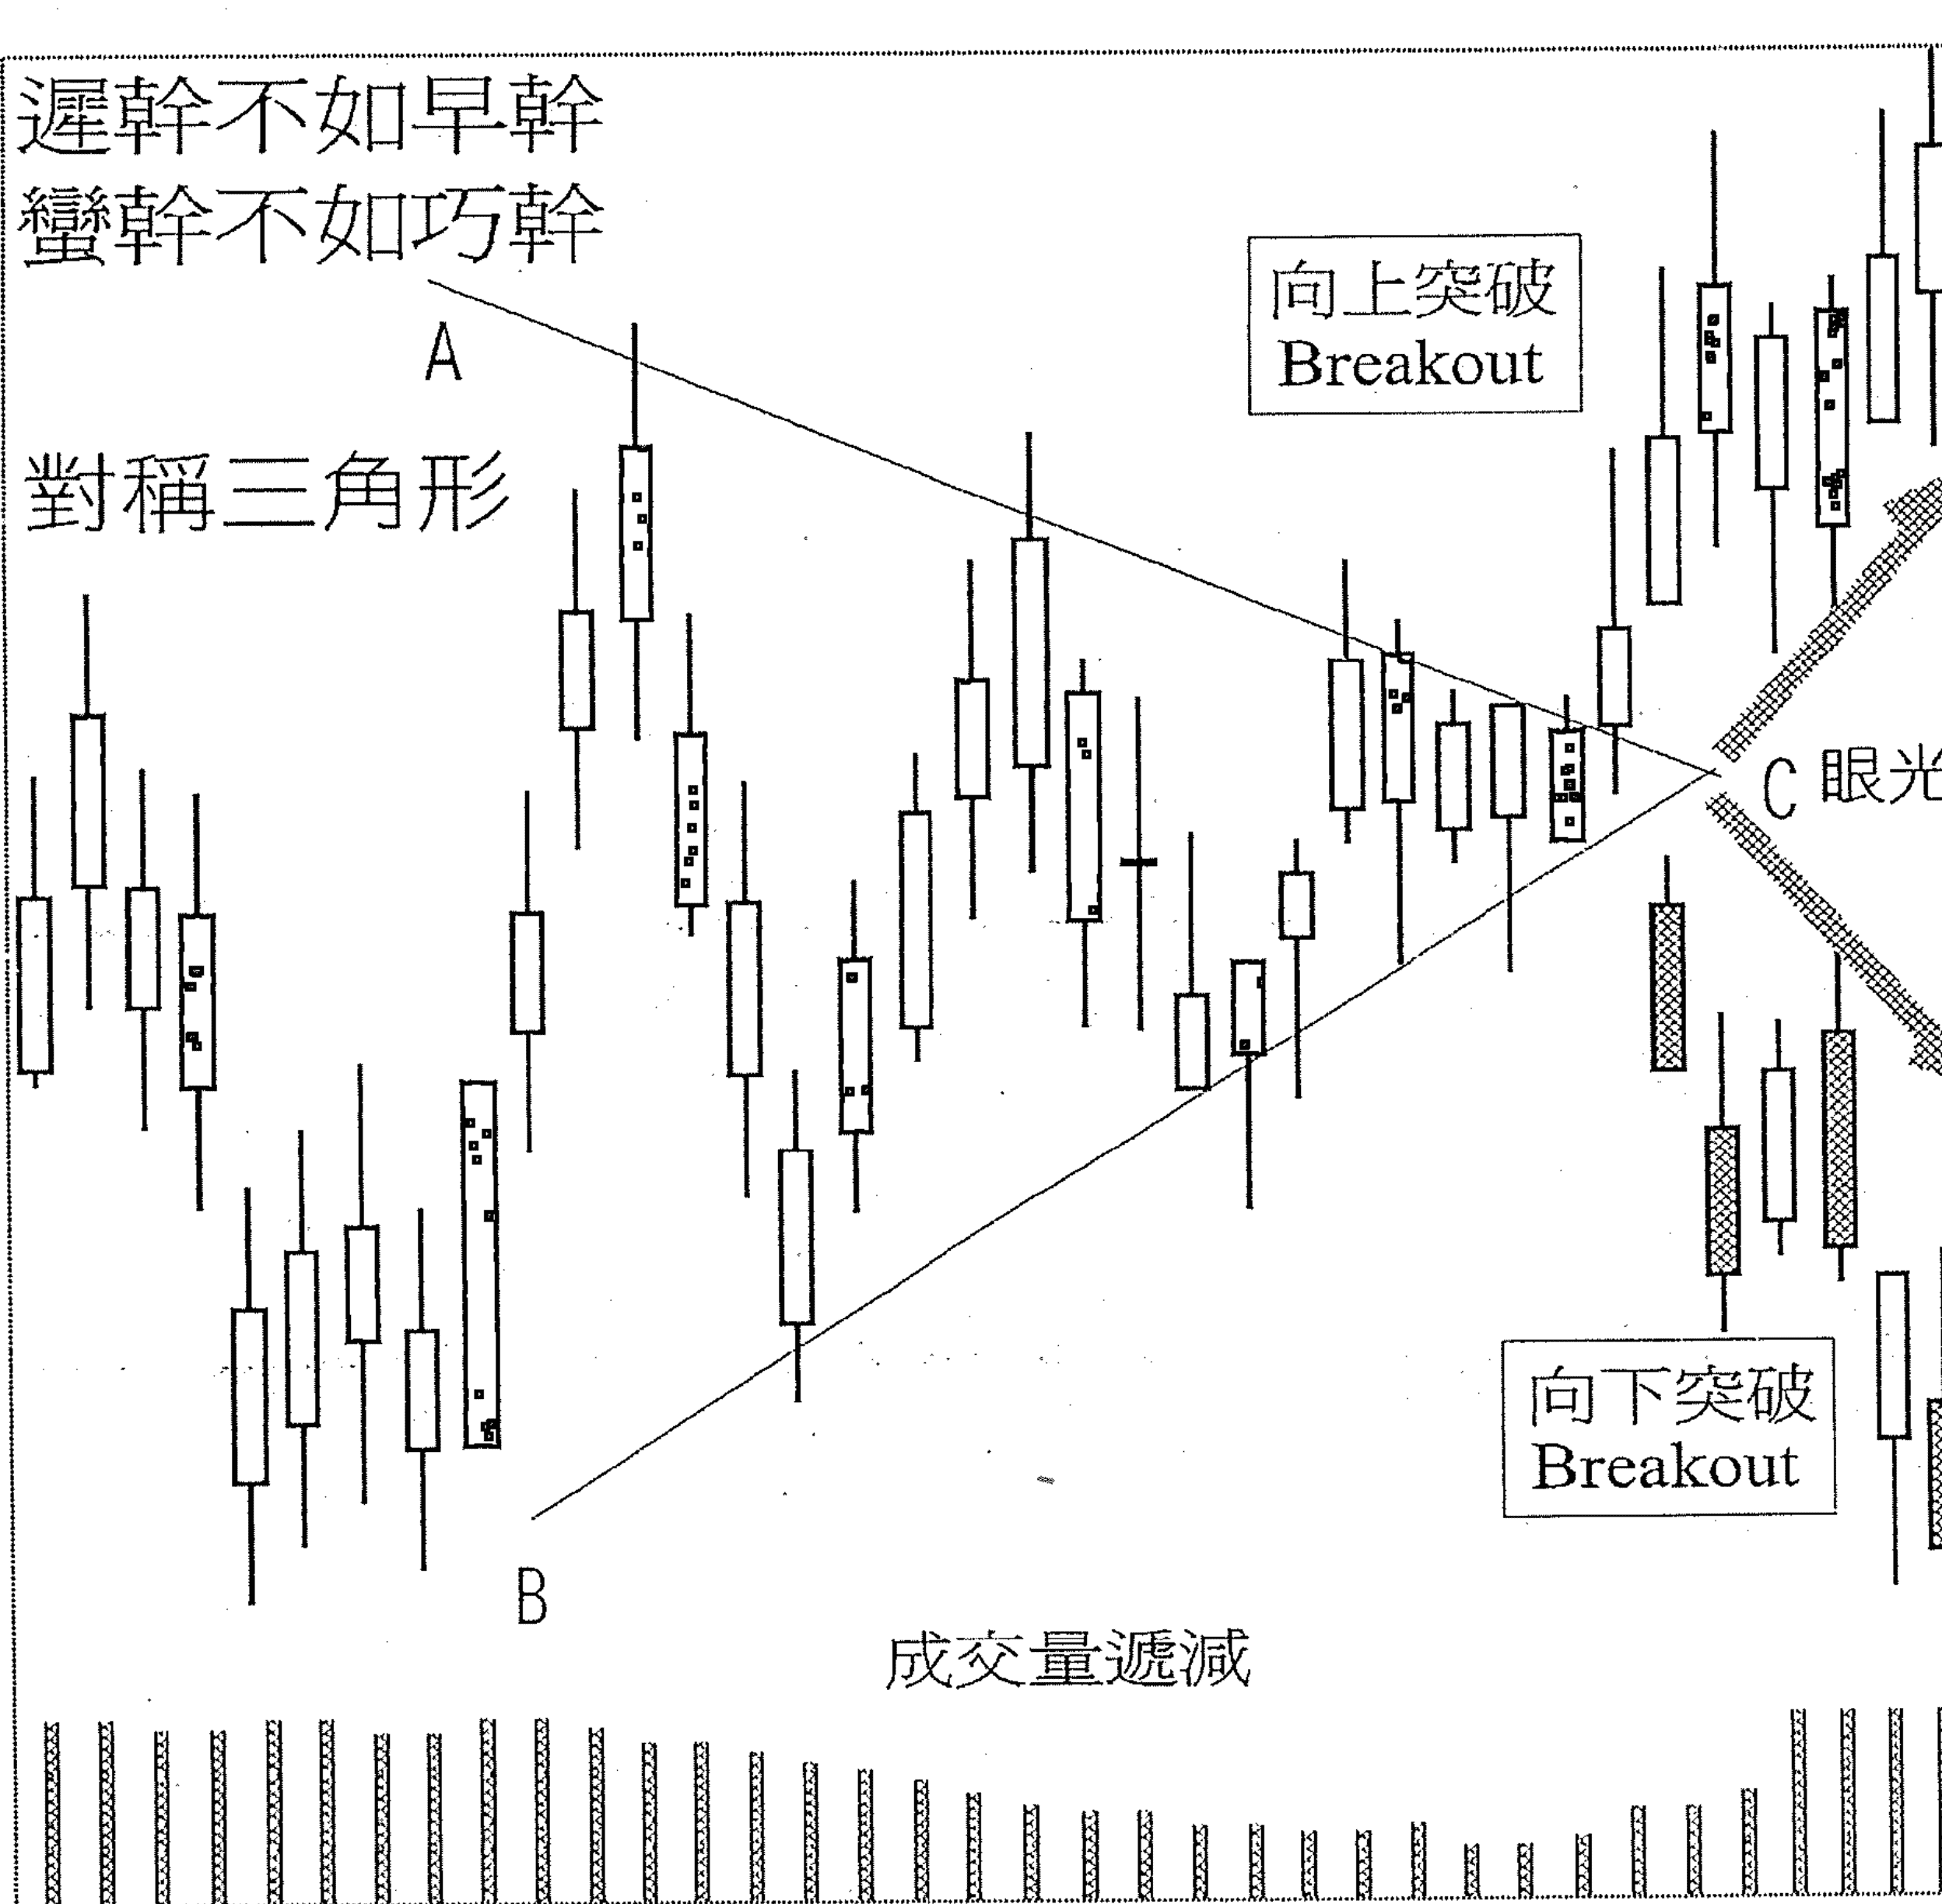 遲幹不如早幹
蠻幹不如巧幹
向上突破
Breakout
A
對稱三角形
C 眼光
向下突破
Breakout
B
成交量遞減